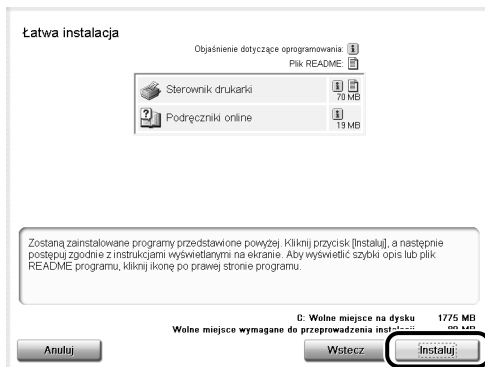 Łatwa instalacja
Objaśnienie dotyczące oprogramowania:
Plik README:
Sterownik drukarki
70 MB
Podręczniki online
19 MB
Zostaną zainstalowane programy przedstawione powyżej. Kliknij przycisk [Instaluj], a następnie
postępuj zgodnie z instrukcjami wyświetlanymi na ekranie. Aby wyświetlić szybki opis lub plik
README programu, kliknij ikonę po prawej stronie programu.
C: Wolne miejsce na dysku 1775 MB
Wolne miejsce wymagane do przeprowadzenia instalacji MB
Anuluj Wstecz Instaluj